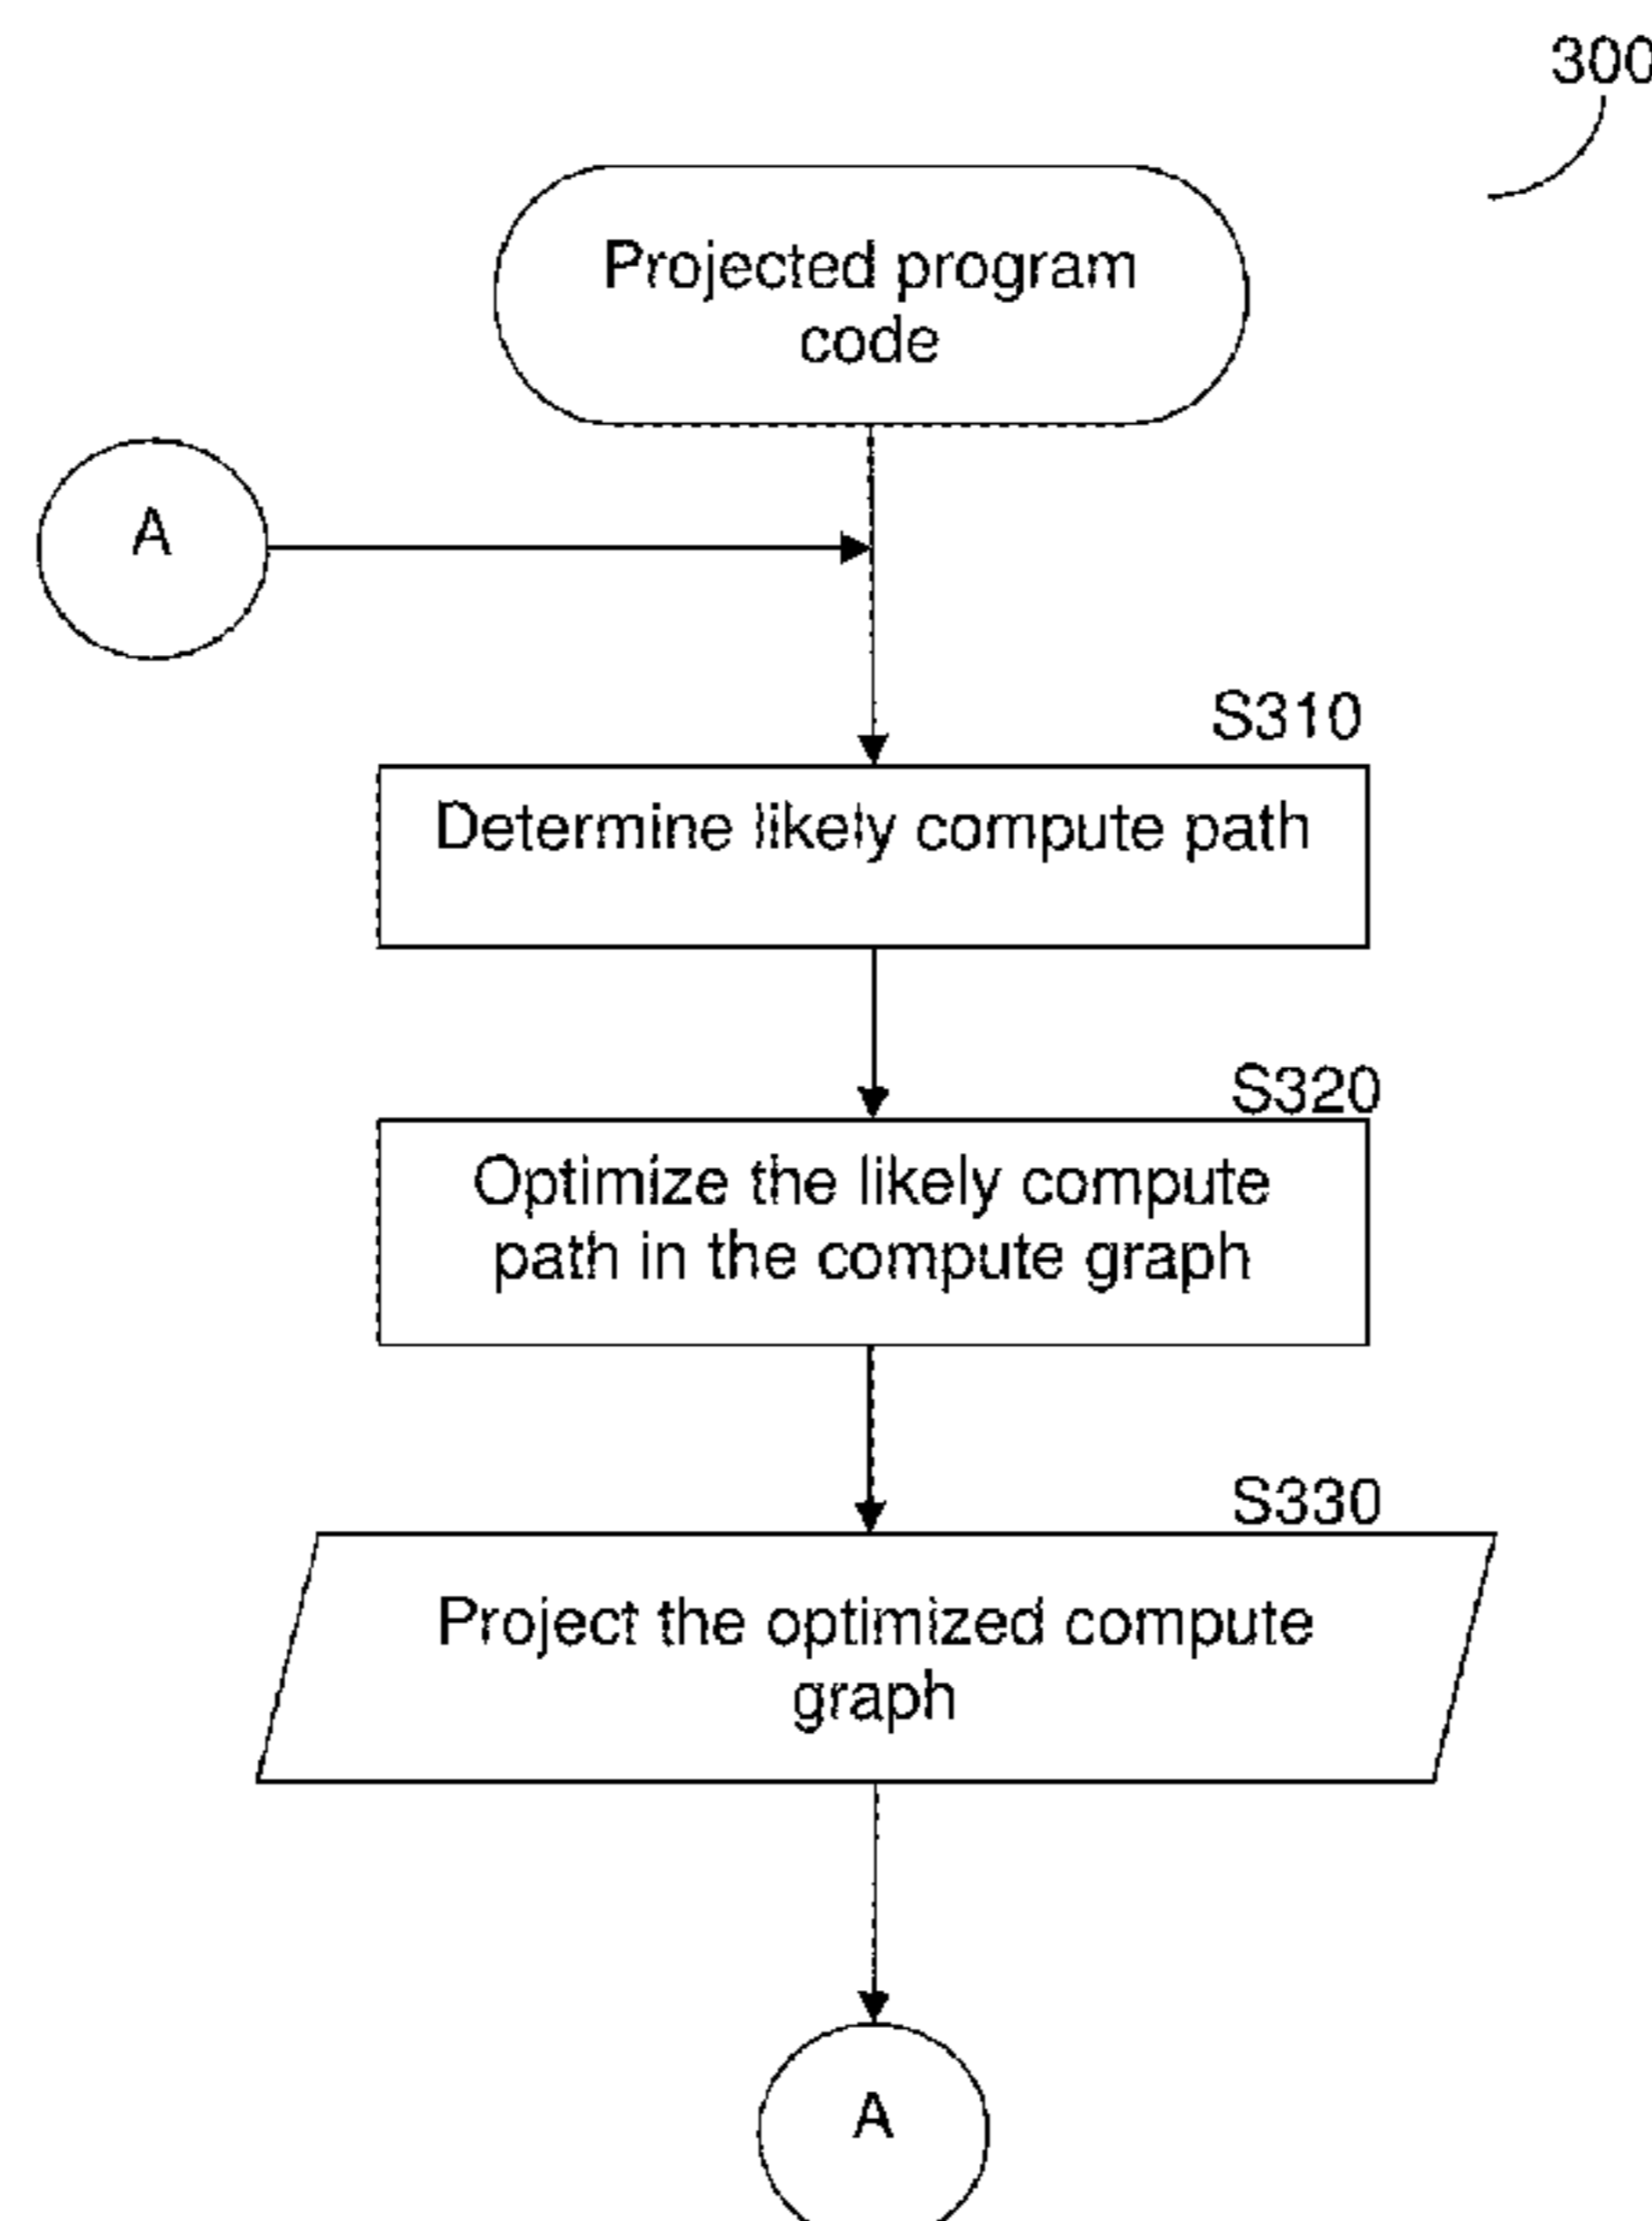 300
Projected program
code
A
S310
Determine likely compute path
S320
Optimize the likely compute
path in the compute graph
S330
Project the optimized compute
graph
A